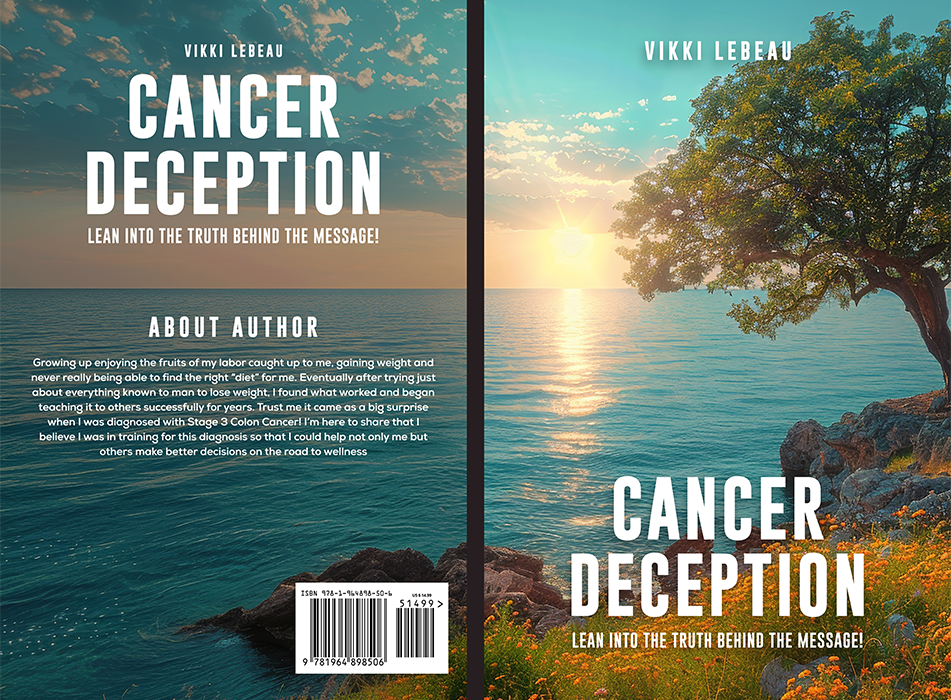 VIKKI LEBEAU
CANCER
DECEPTION
LEAN INTO THE TRUTH BEHIND THE MESSAGE!
ABOUT AUTHOR
Growing up enjoying the fruits of my labor caught up to me, gaining weight and
never really being able to find the right "diet" for me. Eventually after trying just
about everything known to man to lose weight, I found what worked and began
teaching it to others successfully for years. Trust me it came as a big surprise
when I was diagnosed with Stage 3 Colon Cancer! I'm here to share that I
believe I was in training for this diagnosis so that I could help not only me but
others make better decisions on the road to wellness
ISBN 978-1-964898-50-6
US $ 14.99
51499>
9 781964 898506
VIKKI LEBEAU
CANCER
DECEPTION
LEAN INTO THE TRUTH BEHIND THE MESSAGE!